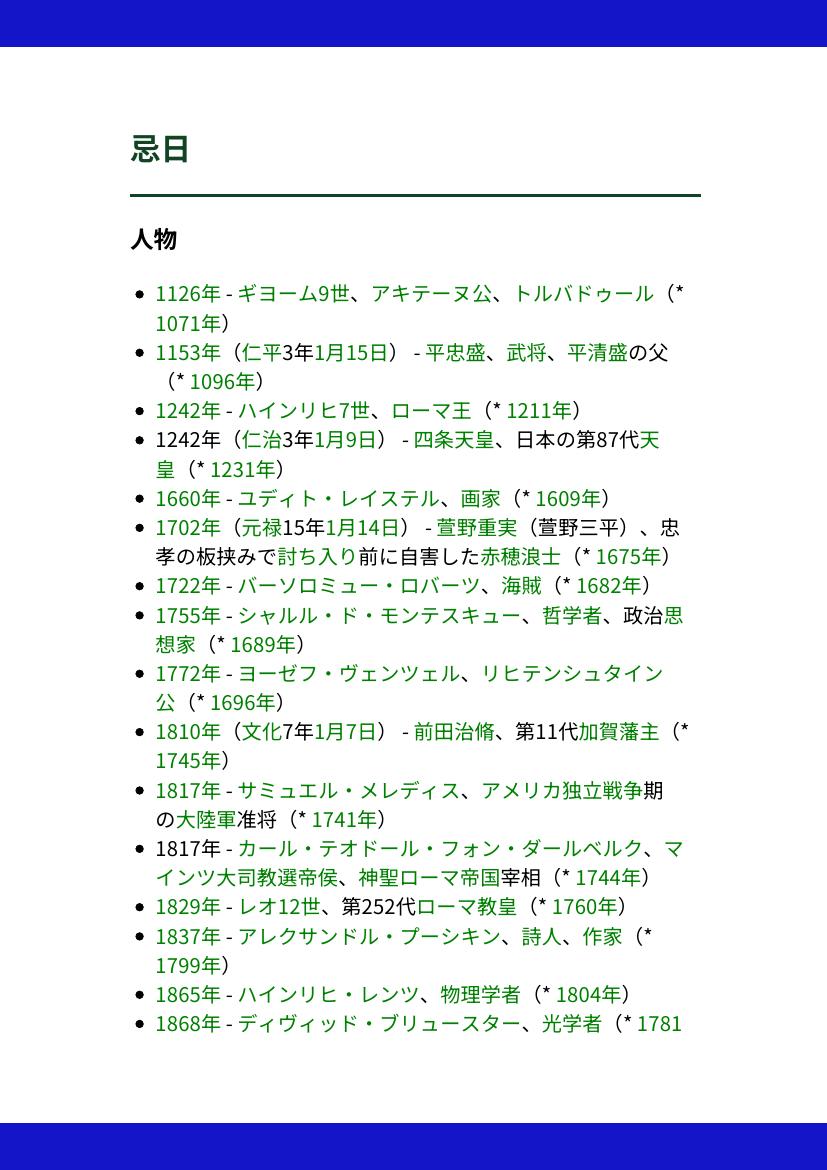 忌日
人物
1126年 - ギヨーム9世、アキテーヌ公、トルバドゥール（*
1071年）
1153年（仁平3年1月15日） - 平忠盛、武将、平清盛の父
（* 1096年）
1242年 - ハインリヒ7世、ローマ王（* 1211年）
1242年（仁治3年1月9日） - 四条天皇、日本の第87代天
皇（* 1231年）
1660年 - ユディト・レイステル、画家（* 1609年）
1702年（元禄15年1月14日） - 萱野重実（萱野三平）、忠
孝の板挟みで討ち入り前に自害した赤穂浪士（* 1675年）
1722年 - バーソロミュー・ロバーツ、海賊（* 1682年）
1755年 - シャルル・ド・モンテスキュー、哲学者、政治思
想家（* 1689年）
1772年 - ヨーゼフ・ヴェンツェル、リヒテンシュタイン
公（* 1696年）
1810年（文化7年1月7日） - 前田治脩、第11代加賀藩主（*
1745年）
1817年 - サミュエル・メレディス、アメリカ独立戦争期
の大陸軍准将（* 1741年）
1817年 - カール・テオドール・フォン・ダールベルク、マ
インツ大司教選帝侯、神聖ローマ帝国宰相（* 1744年）
1829年 - レオ12世、第252代ローマ教皇（* 1760年）
1837年 - アレクサンドル・プーシキン、詩人、作家（*
1799年）
1865年 - ハインリヒ・レンツ、物理学者（* 1804年）
1868年 - ディヴィッド・ブリュースター、光学者（* 1781